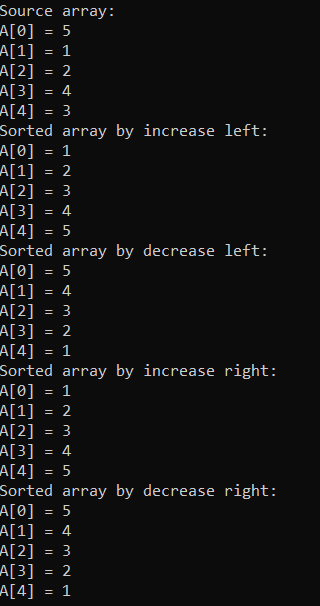 Source array:
A[0] = 5
A[1] = 1
A[2] = 2
A[3] = 4
A[4] = 3
Sorted array by increase left:
A[0] = 1
A[1] = 2
A[2] = 3
A[3] = 4
A[4] = 5
Sorted array by decrease left:
A[0] = 5
A[1] = 4
A[2] = 3
A[3] = 2
A[4] = 1
Sorted array by increase right:
A[0] = 1
A[1] = 2
A[2] = 3
A[3] = 4
A[4] = 5
Sorted array by decrease right:
A[0] = 5
A[1] = 4
A[2] = 3
A[3] = 2
A[4] = 1